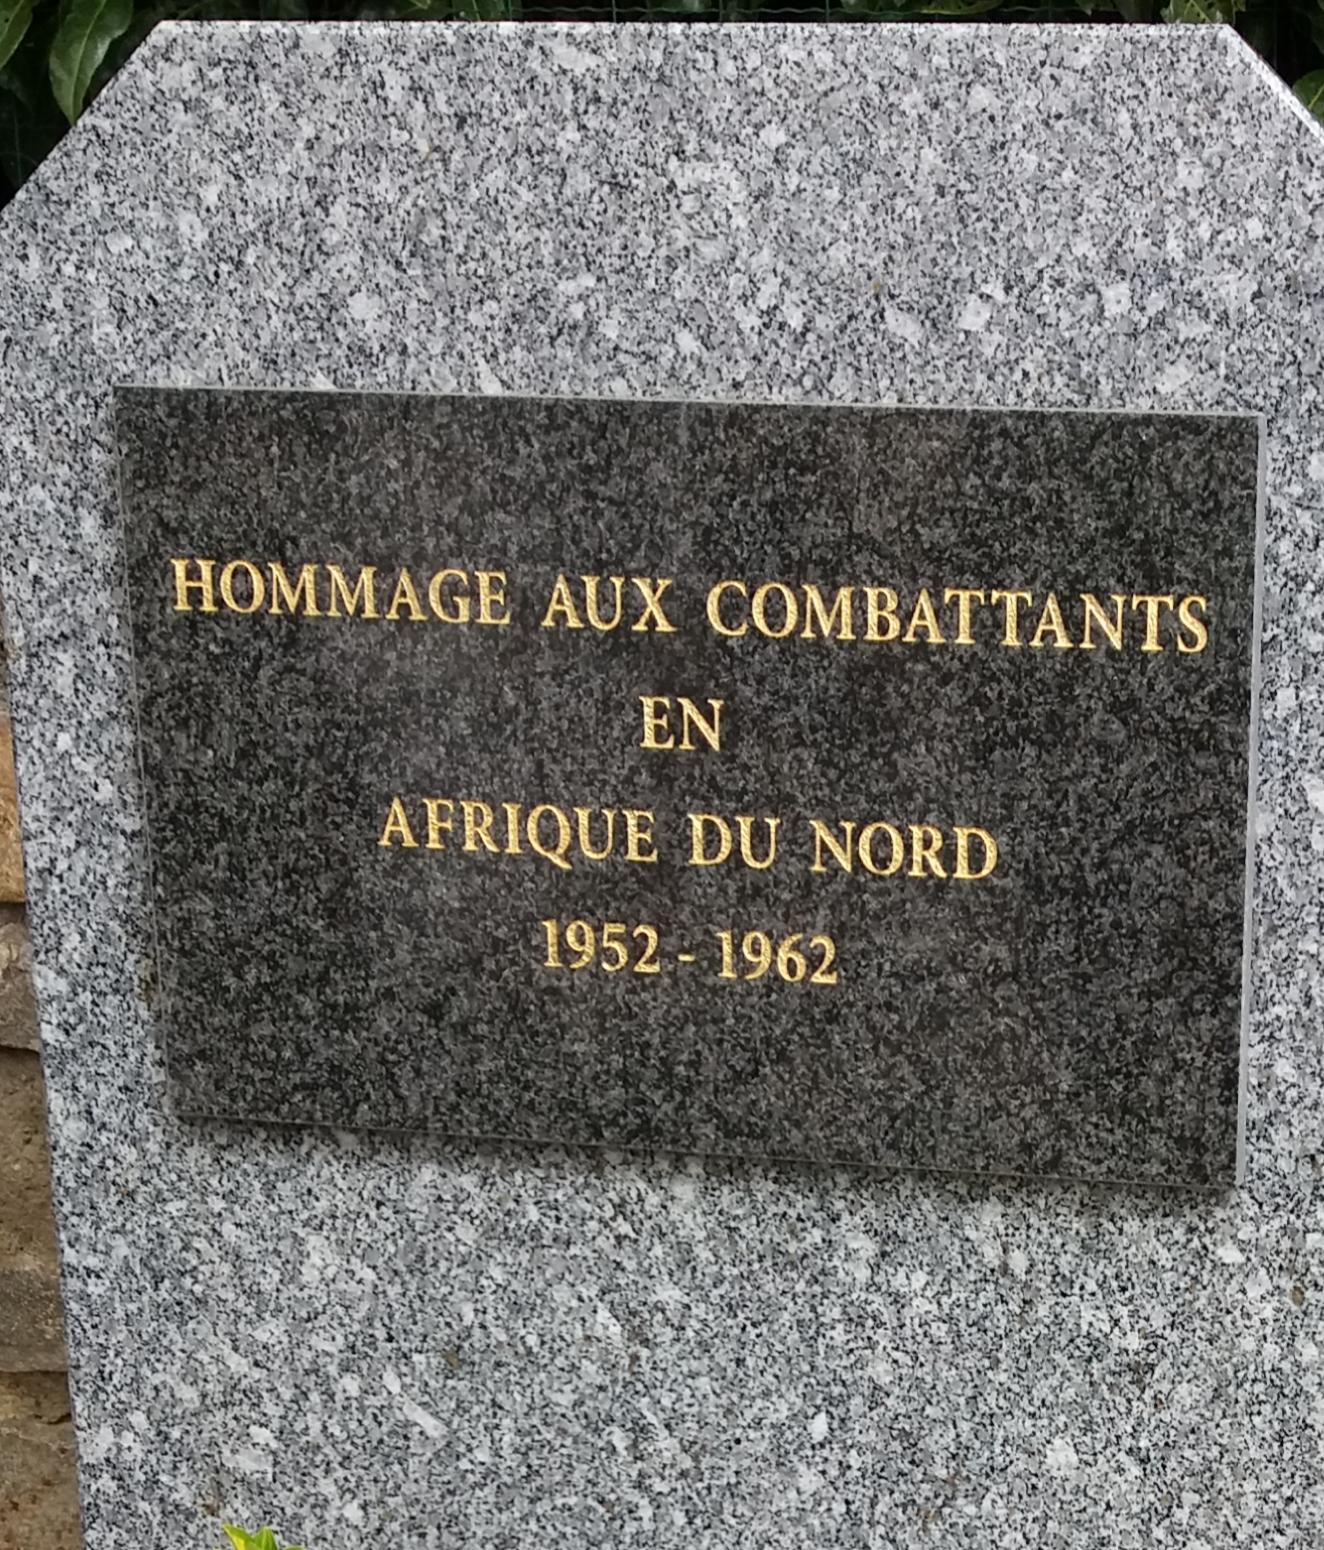 HOMMAGE AUX COMBATTANTS
EN
AFRIQUE DU NORD
1952 - 1962